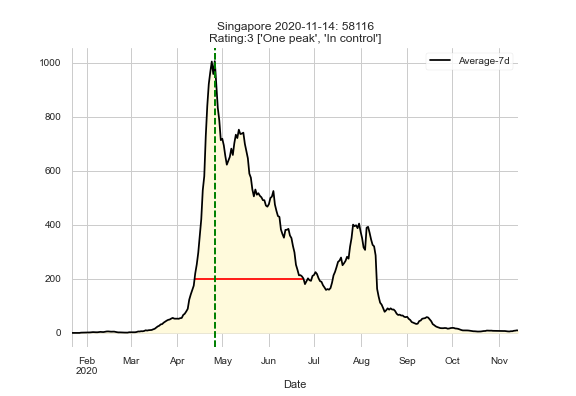 Singapore 2020-11-14: 58116
Rating:3 ['One peak', 'In control']
Average-7d
1000
800
600
400
200
0
Feb Mar Apr May Jun Jul Aug Sep Oct Nov
2020
Date